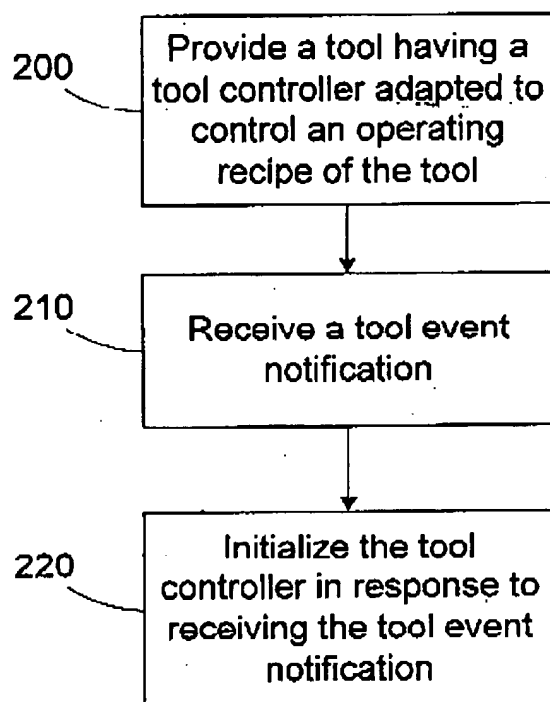 200
Provide a tool having a
tool controller adapted to
control an operating
recipe of the tool
210
Receive a tool event
notification
220
Initialize the tool
controller in response to
receiving the tool event
notification